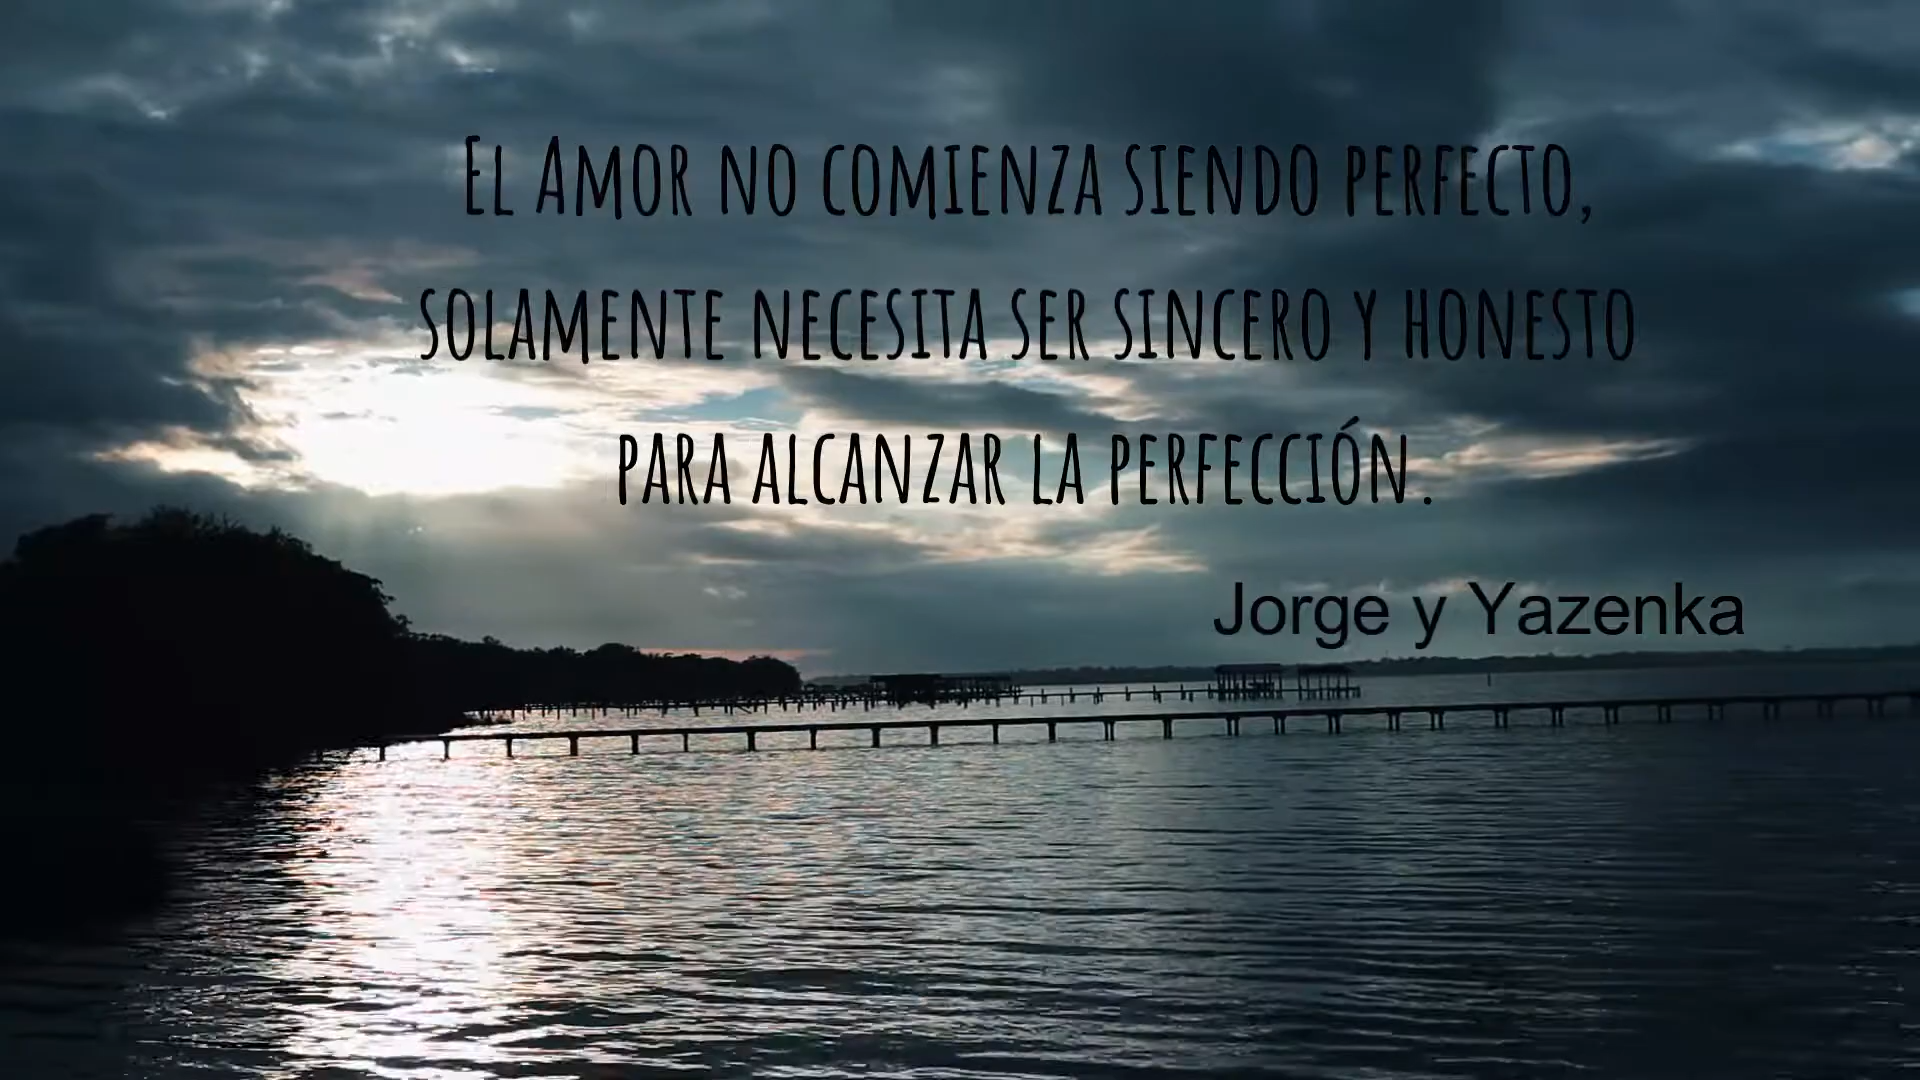 El Amor no comienza siendo perfecto,
solamente necesita ser sincero y honesto
para alcanzar la perfección.
Jorge y Yazenka